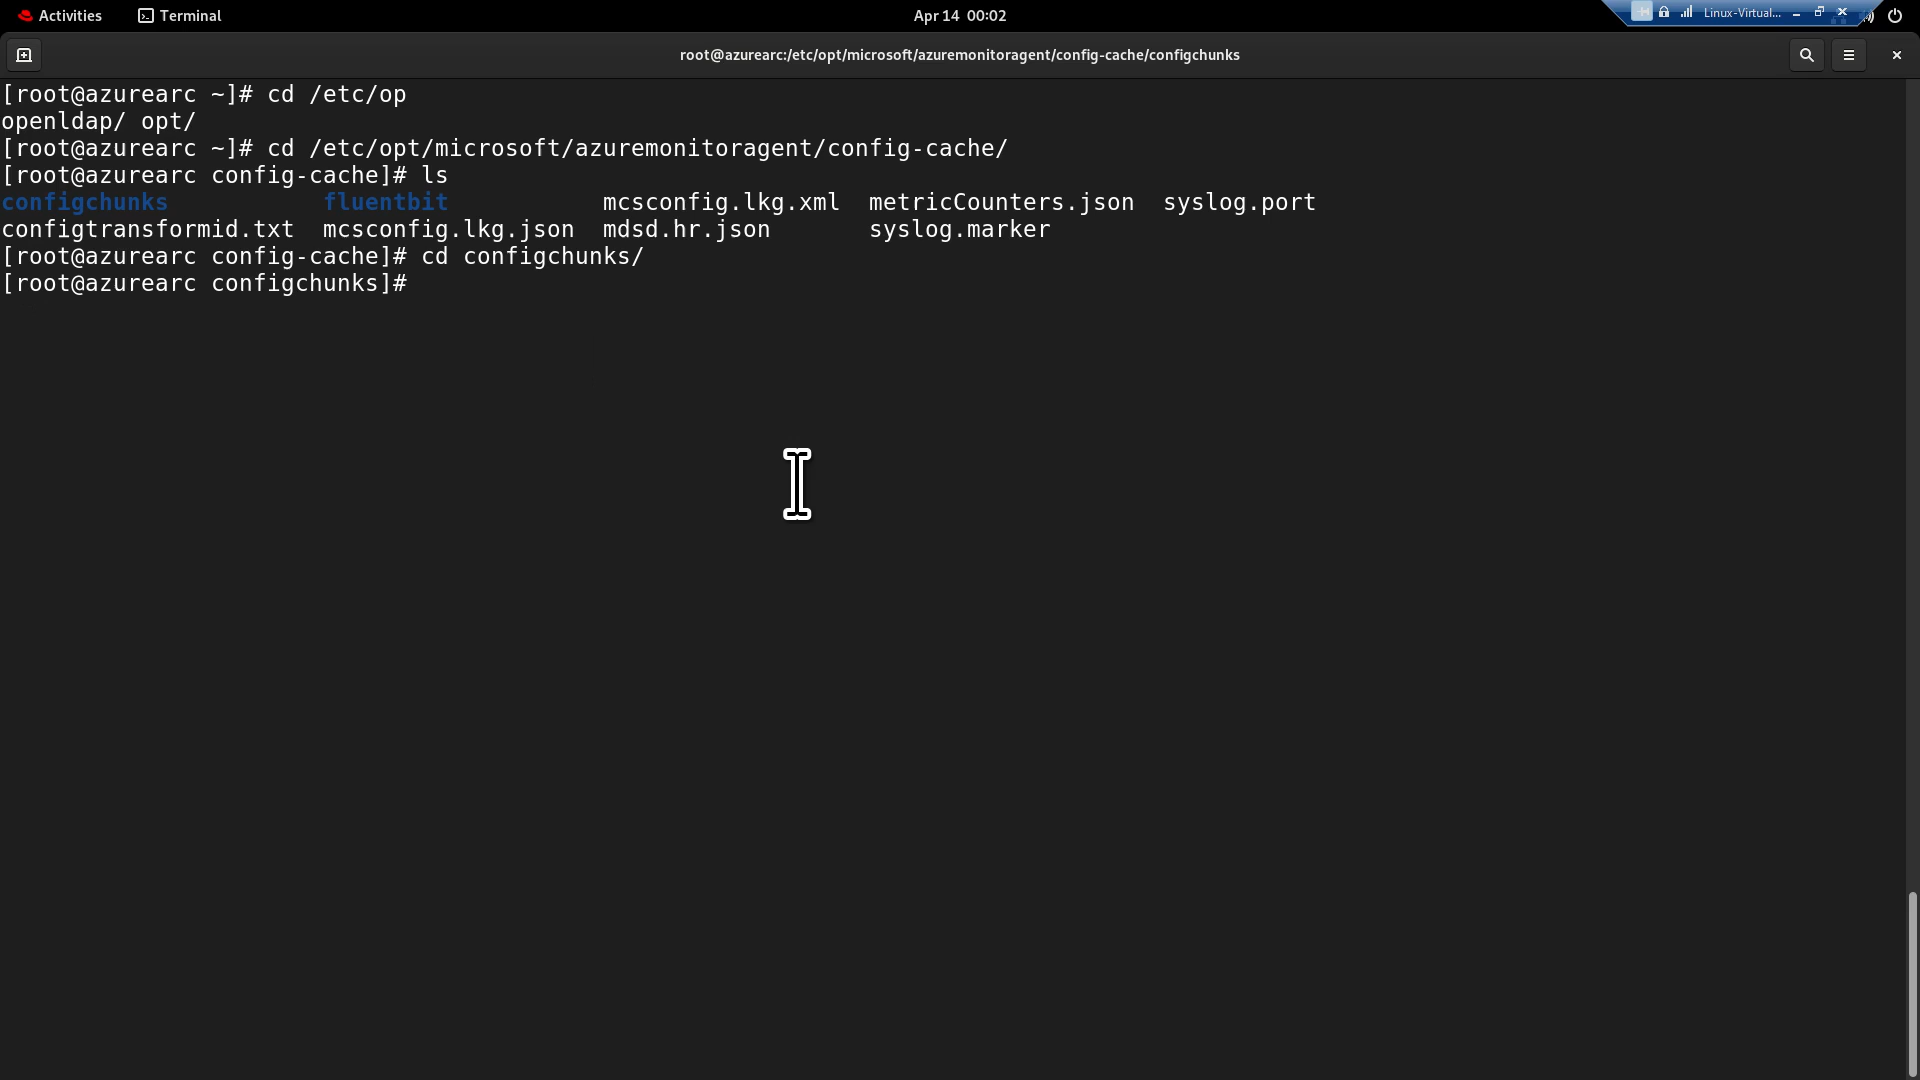 Activities Terminal Apr 14 00:02 Linux-Virtual...
root@azurearc:/etc/opt/microsoft/azuremonitoragent/config-cache/configchunks
[root@azurearc ~]# cd /etc/op
openldap/ opt/
[root@azurearc ~]# cd /etc/opt/microsoft/azuremonitoragent/config-cache/
[root@azurearc config-cache]# ls
configchunks fluentbit mcsconfig.lkg.xml metricCounters.json syslog.port
configtransformid.txt mcsconfig.lkg.json mdsd.hr.json syslog.marker
[root@azurearc config-cache]# cd configchunks/
[root@azurearc configchunks]#